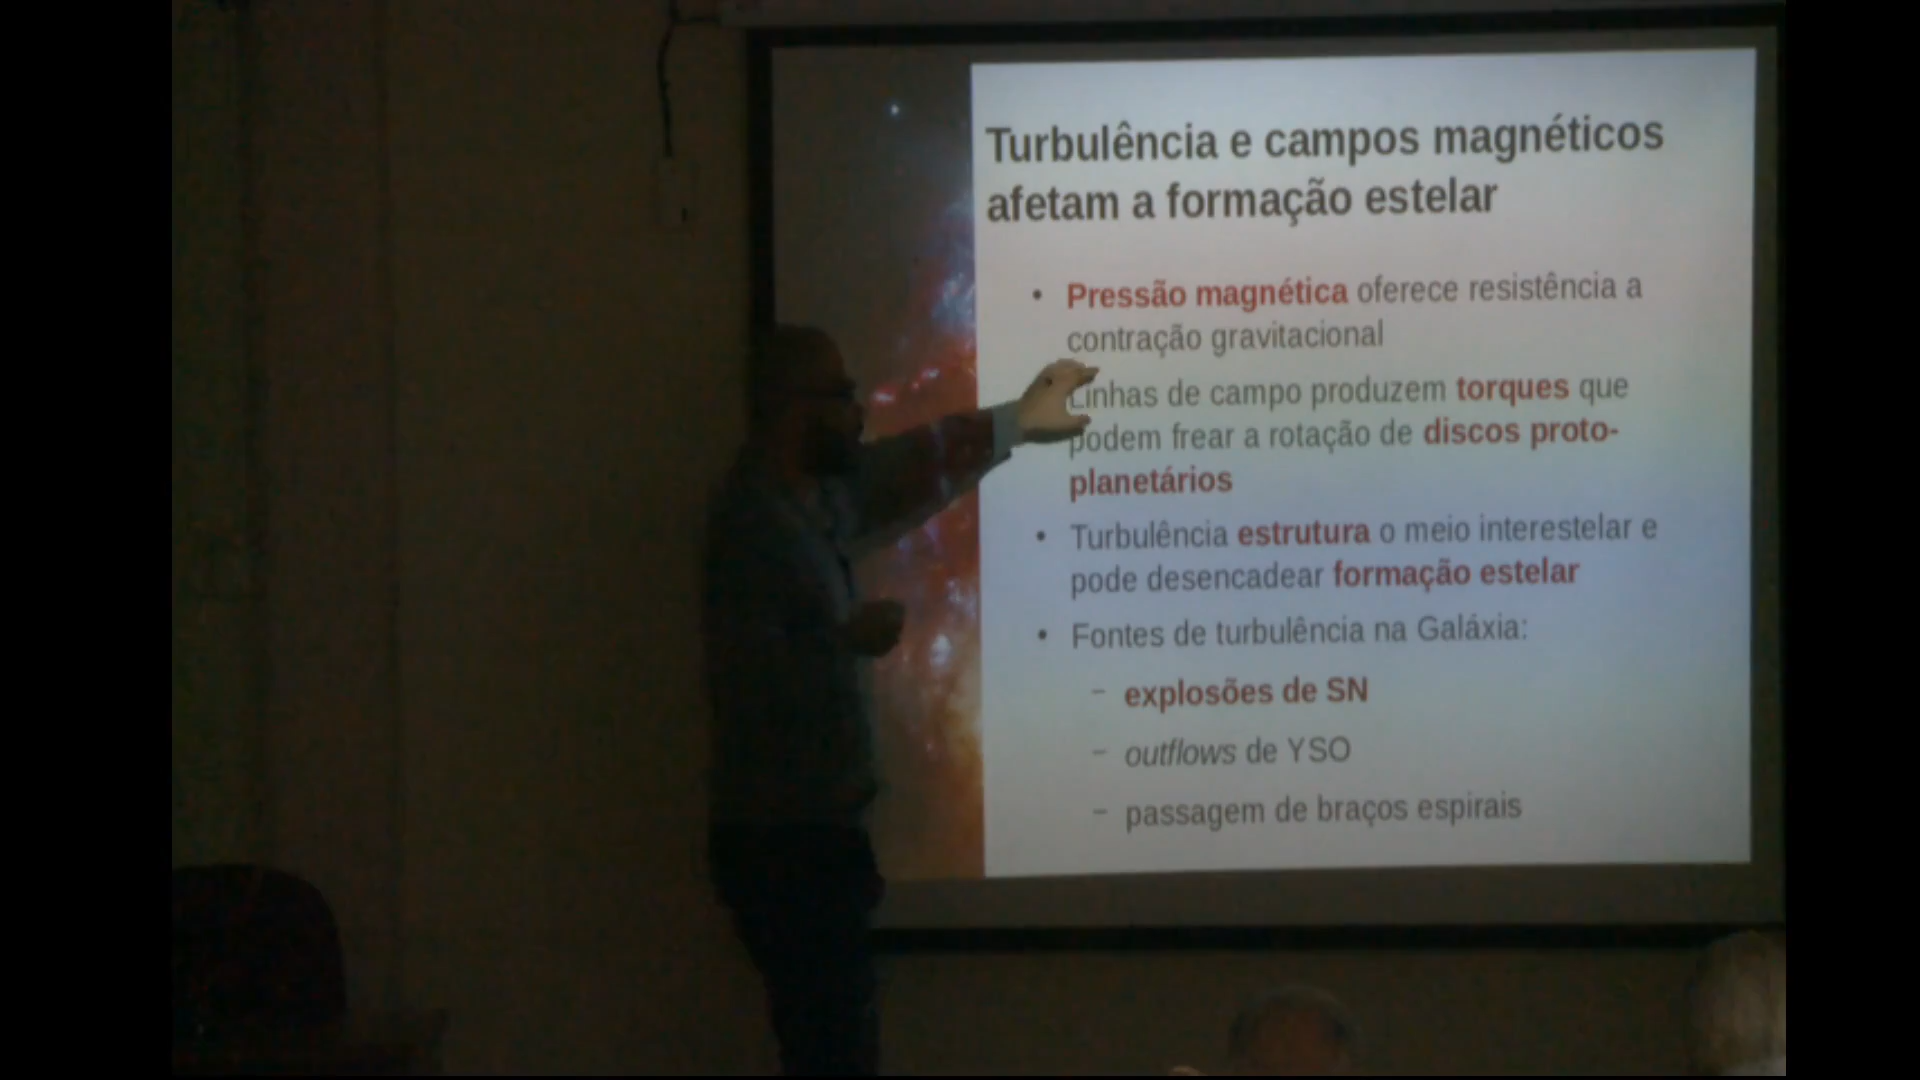 Turbulência e campos magnéticos
afetam a formação estelar
• Pressão magnética oferece resistência a
contração gravitacional
Linhas de campo produzem torques que
podem frear a rotação de discos proto-
planetários
• Turbulência estrutura o meio interestelar e
pode desencadear formação estelar
• Fontes de turbulência na Galáxia:
– explosões de SN
– outflows de YSO
– passagem de braços espirais